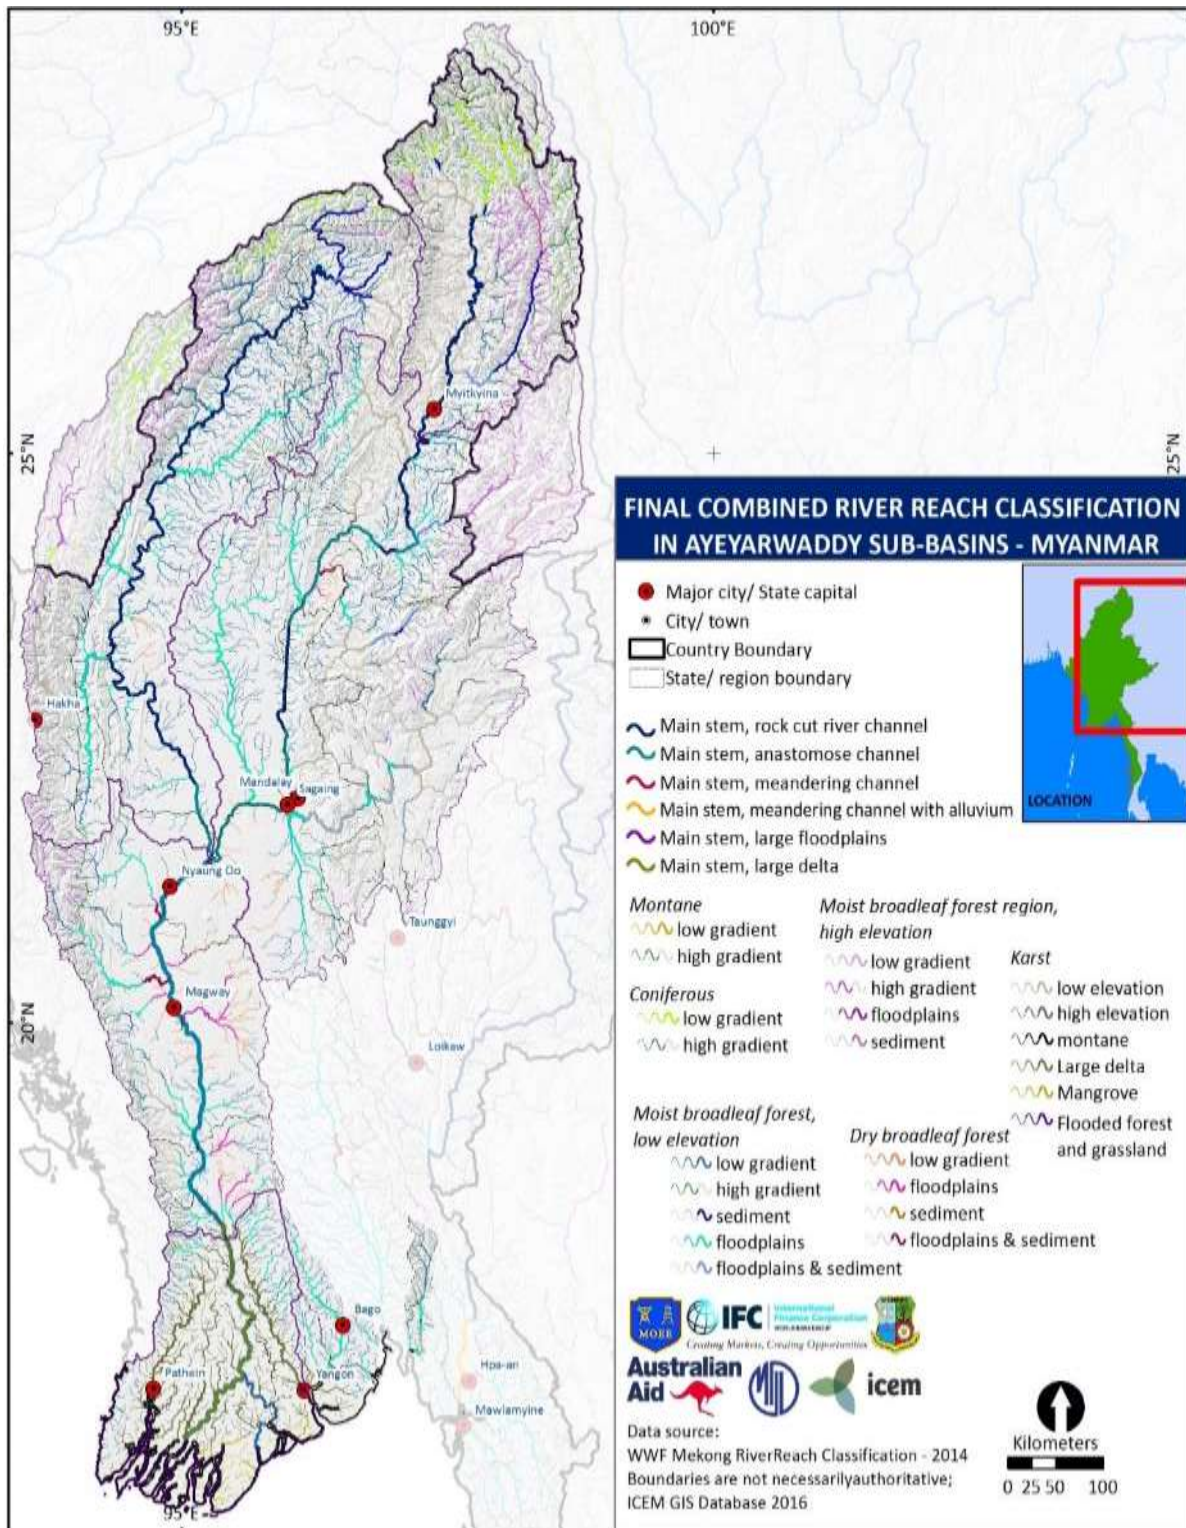 95°E
100°E
Myitkyina
25°N
25°N
FINAL COMBINED RIVER REACH CLASSIFICATION
IN AYEYARWADDY SUB-BASINS - MYANMAR
Major city/ State capital
City/ town
Country Boundary
State/ region boundary
LOCATION
Main stem, rock cut river channel
Main stem, anastomose channel
Main stem, meandering channel
Main stem, meandering channel with alluvium
Main stem, large floodplains
Main stem, large delta
Hakha
Mandalay
Sagaing
Nyaung Oo
Taunggyi
Magway
20°N
Loikaw
Bago
Pathein
Yangon
Hpa-an
Mawlamyine
95°E
Montane
low gradient
high gradient
Coniferous
low gradient
high gradient
Moist broadleaf forest region,
high elevation
low gradient
high gradient
floodplains
sediment
Karst
low elevation
high elevation
montane
Large delta
Mangrove
Flooded forest
and grassland
Moist broadleaf forest,
low elevation
low gradient
high gradient
sediment
floodplains
floodplains & sediment
Dry broadleaf forest
low gradient
floodplains
sediment
floodplains & sediment
MOEE
IFC
International
Finance Corporation
WORLD BANK GROUP
Creating Markets, Creating Opportunities
Australian
Aid
icem
Data source:
WWF Mekong RiverReach Classification - 2014
Boundaries are not necessarilyauthoritative;
ICEM GIS Database 2016
Kilometers
0 25 50 100